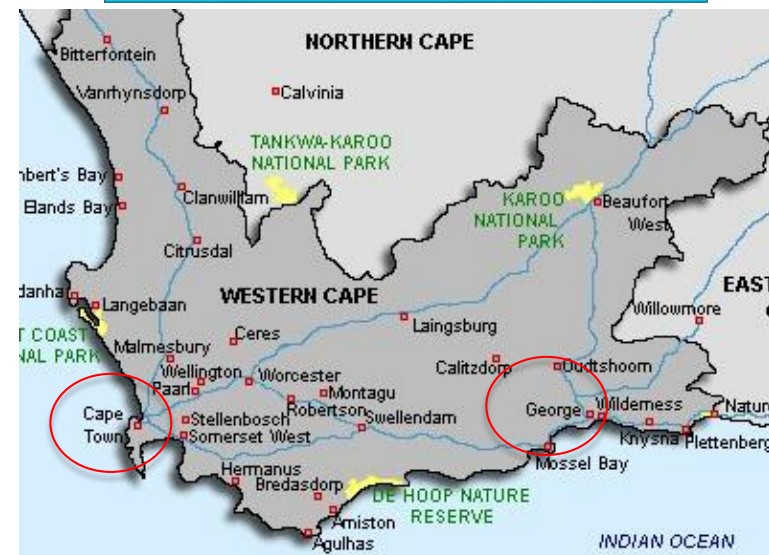 NORTHERN CAPE
Bitterfontein
Vanrhynsdorp
Calvinia
TANKWA-KAROO
NATIONAL PARK
nbert's Bay
Clanwilliam
Elands Bay
KAROO
NATIONAL
PARK
Beaufort
West
Citrusdal
danha
Langebaan
WESTERN CAPE
EAST
Willowmore
T COAST
NAL PARK
Malmesbury
Ceres
Laingsburg
Calitzdorp
Oudtshoorn
Wellington
Worcester
Paarl
Montagu
Robertson
Cape
Town
Stellenbosch
Somerset West
Swellendam
George
Wilderness
Nature
Knysna
Plettenberg
Mossel Bay
Hermanus
Bredasdorp
DE HOOP NATURE
RESERVE
Arniston
Agulhas
INDIAN OCEAN